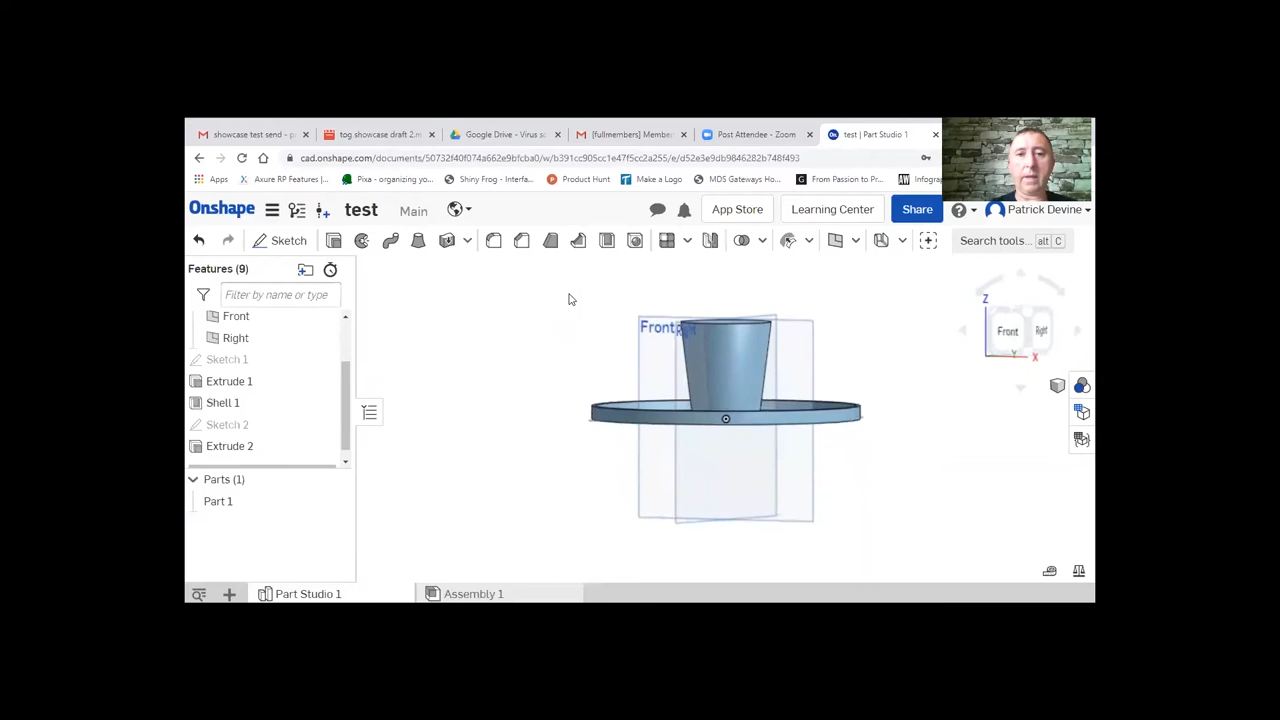 showcase test send - p
tog showcase draft 2.m
Google Drive - Virus sc
[fullmembers] Member
Post Attendee - Zoom
test | Part Studio 1
cad.onshape.com/documents/50732f40f074a662e9bfcba0/w/b391cc905cc1e47f5cc2a255/e/d52e3e9db9846282b748f493
Apps Axure RP Features |... Pixa - organizing yo... Shiny Frog - Interfa... Product Hunt Make a Logo MDS Gateways Ho... From Passion to Pr... Infograp
Onshape test Main App Store Learning Center Share Patrick Devine
Sketch Search tools... alt C
Features (9)
Filter by name or type
Front
Right
Sketch 1
Extrude 1
Shell 1
Sketch 2
Extrude 2
Parts (1)
Part 1
Front
Z
Front Right
Y X
Part Studio 1 Assembly 1